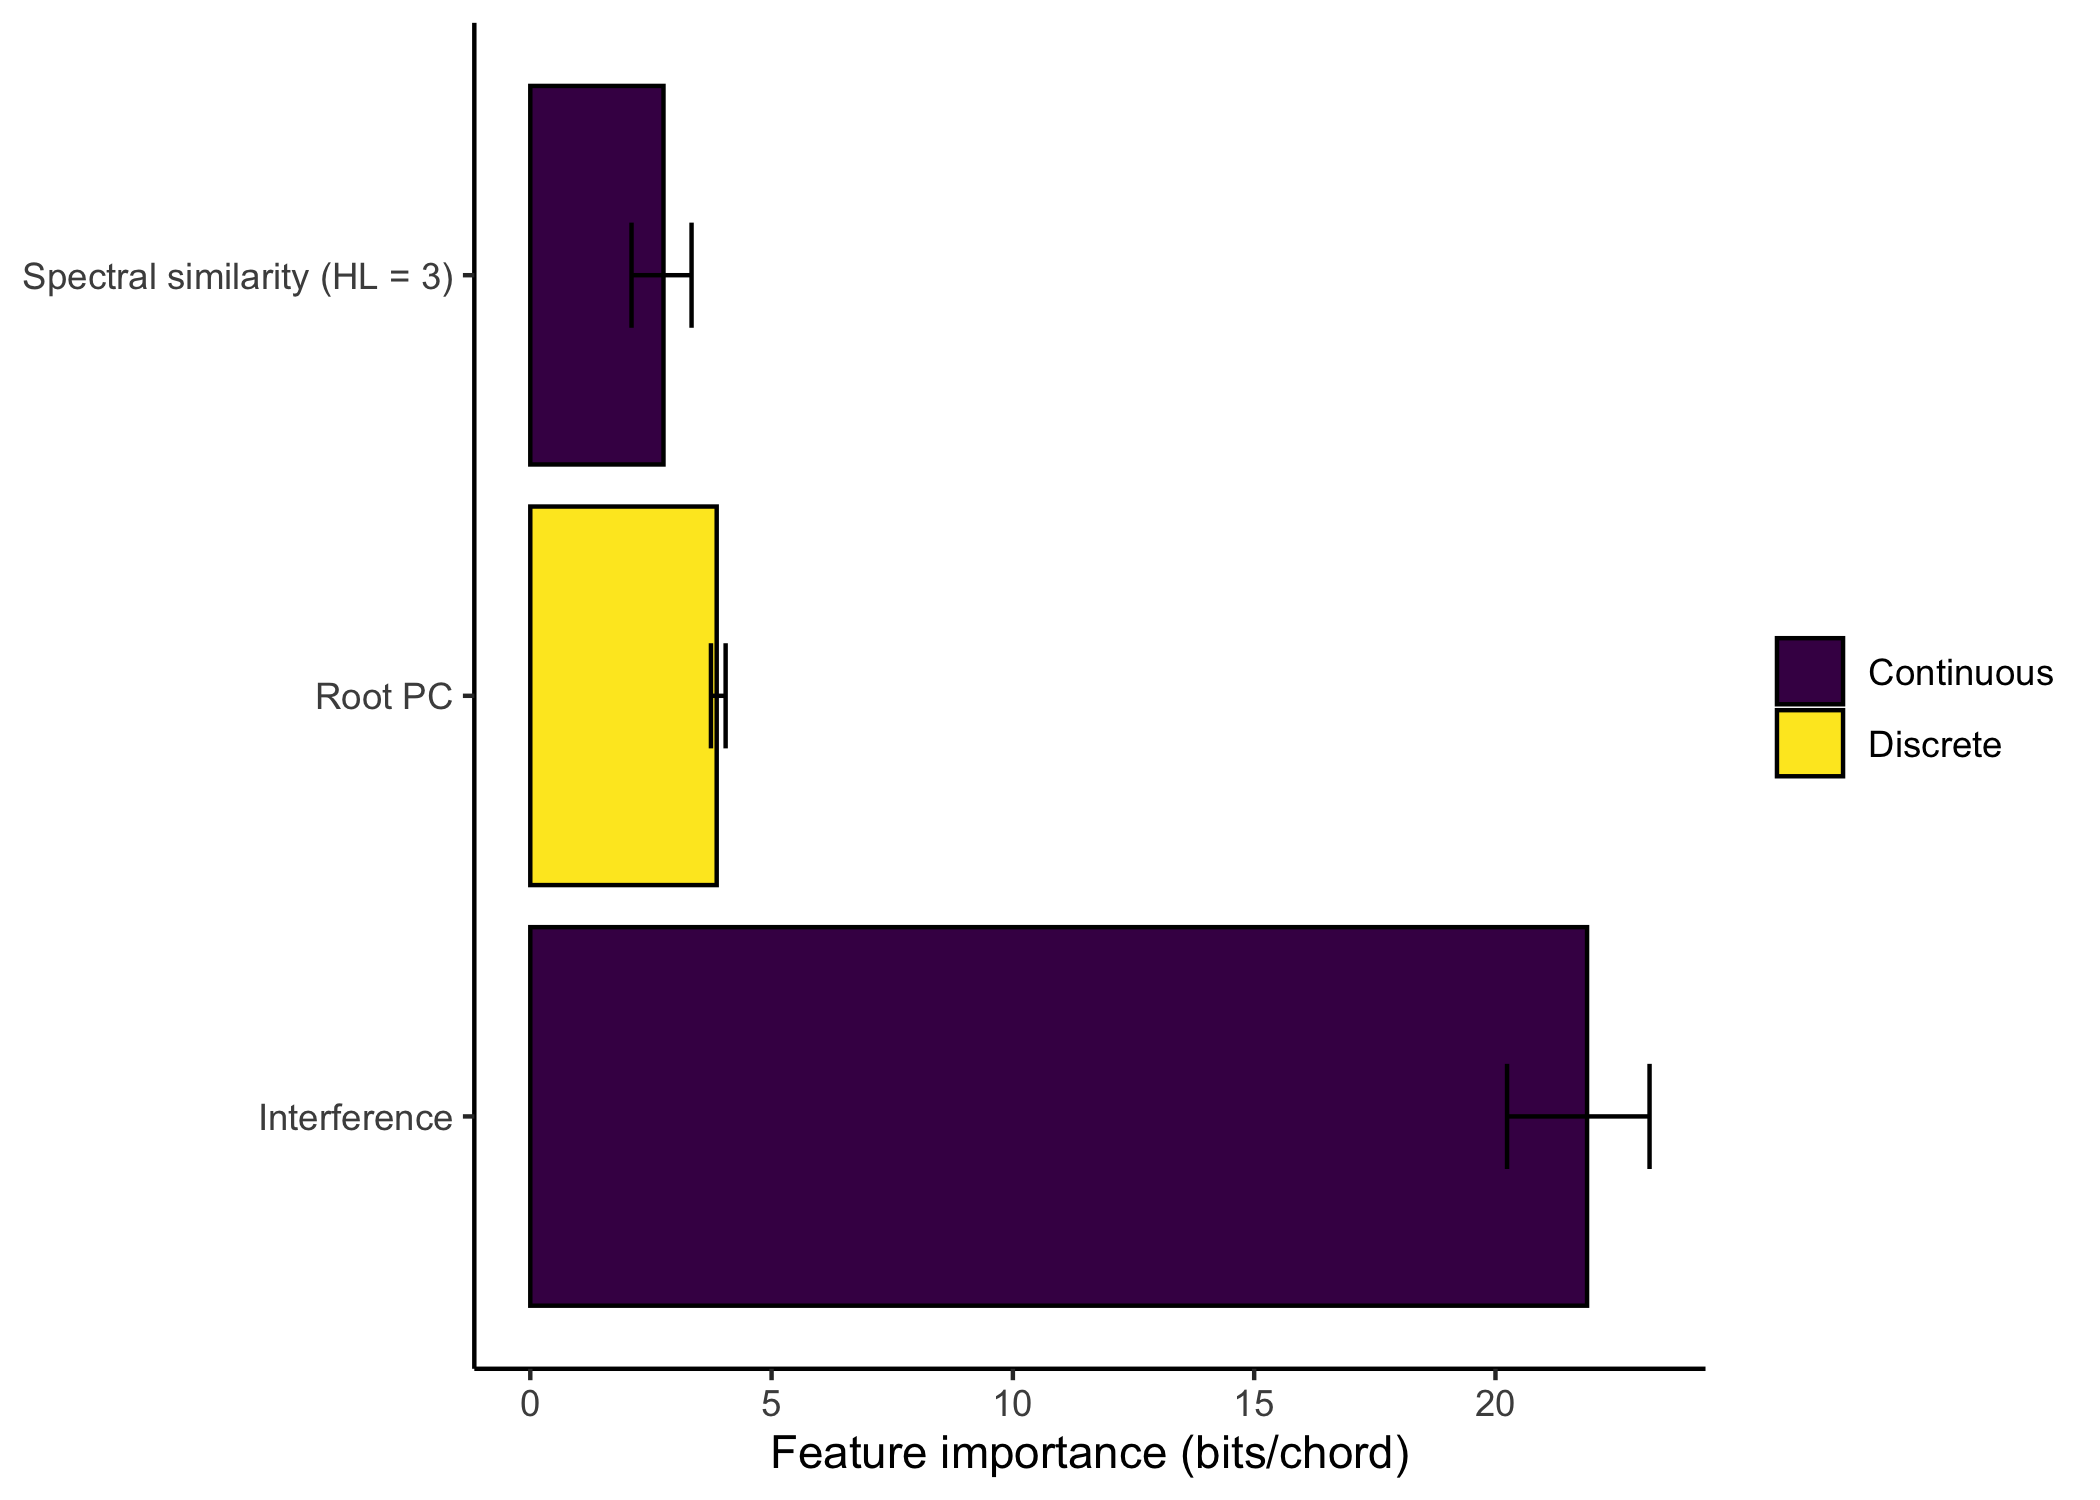 Spectral similarity (HL = 3)
Root PC
Interference
Continuous
Discrete
0 5 10 15 20
Feature importance (bits/chord)